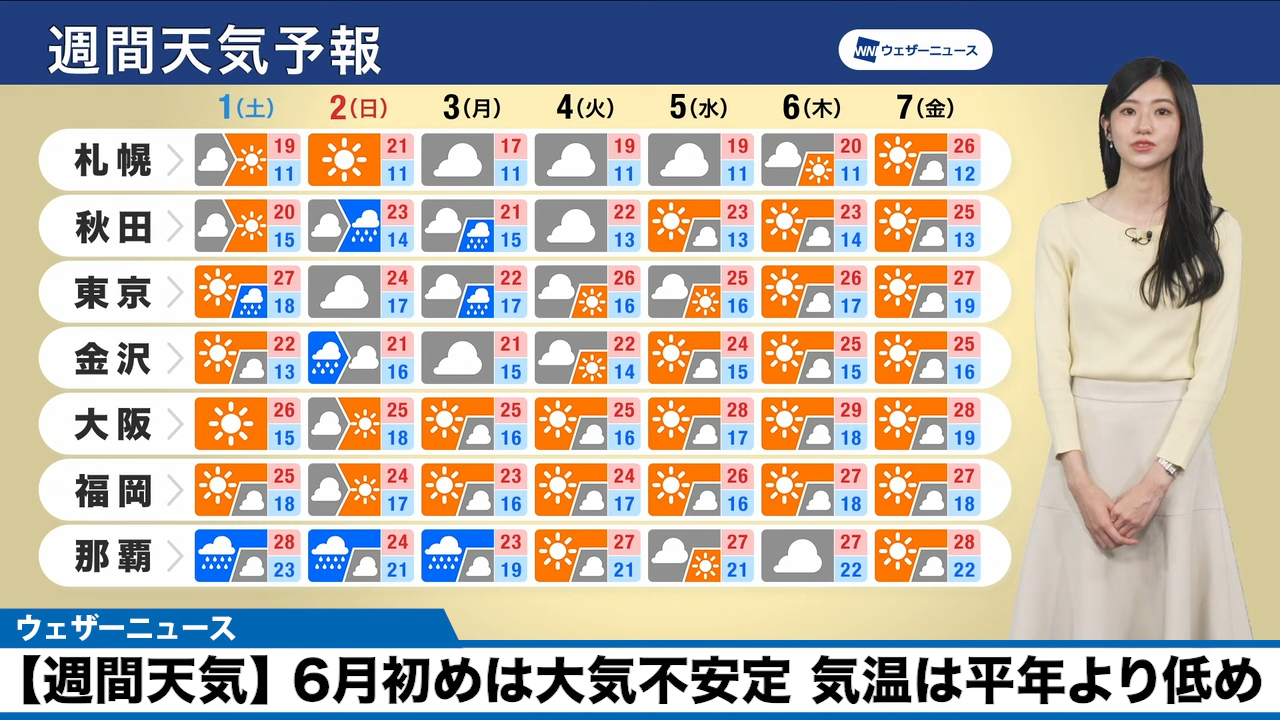 週間天気予報
WN ウェザーニュース
1(土) 2(日) 3(月) 4(火) 5(水) 6(木) 7(金)
札幌 19 11 21 11 17 11 19 11 19 11 20 11 26 12
秋田 20 15 23 14 21 15 22 13 23 13 23 14 25 13
東京 27 18 24 17 22 17 26 16 25 16 26 17 27 19
金沢 22 13 21 16 21 15 22 14 24 15 25 15 25 16
大阪 26 15 25 18 25 16 25 16 28 17 29 18 28 19
福岡 25 18 24 17 23 16 24 17 26 16 27 18 27 18
那覇 28 23 24 21 23 19 27 21 27 21 27 22 28 22
ウェザーニュース
【週間天気】6月初めは大気不安定 気温は平年より低め